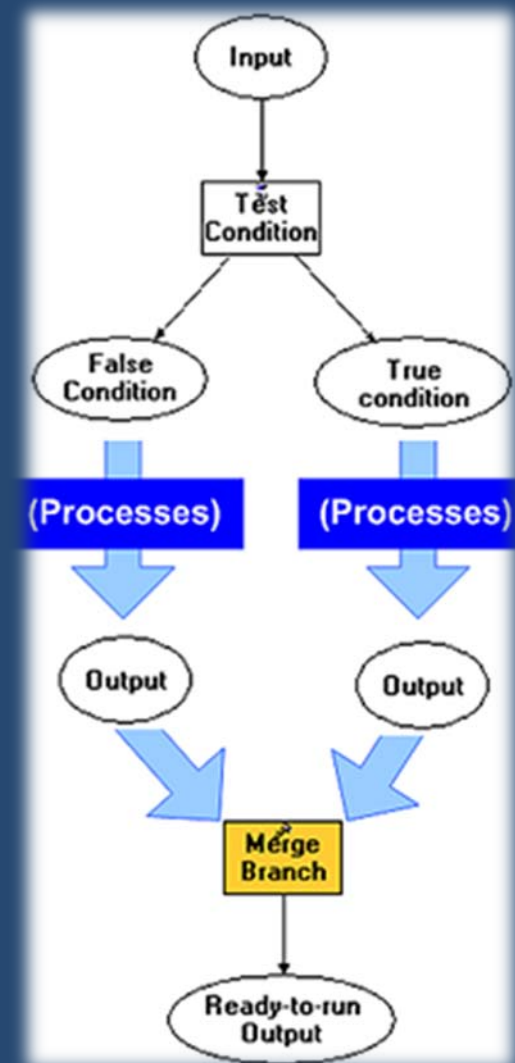 Input
Test
Condition
False
Condition
True
condition
(Processes)
(Processes)
Output
Output
Merge
Branch
Ready-to-run
Output